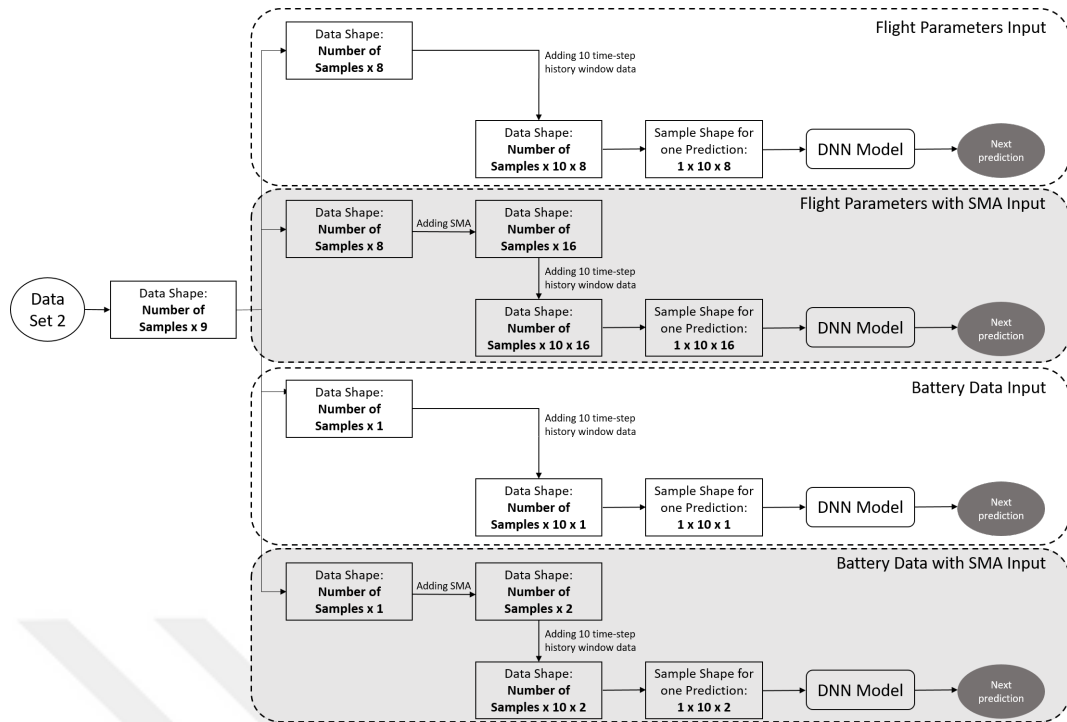 Flight Parameters Input
Data Shape:
Number of
Samples x 8
Adding 10 time-step
history window data
Data Shape:
Number of
Samples x 10 x 8
Sample Shape for
one Prediction:
1 x 10 x 8
DNN Model
Next
prediction
Flight Parameters with SMA Input
Data Shape:
Number of
Samples x 8
Adding SMA
Data Shape:
Number of
Samples x 16
Adding 10 time-step
history window data
Data Shape:
Number of
Samples x 10 x 16
Sample Shape for
one Prediction:
1 x 10 x 16
DNN Model
Next
prediction
Data
Set 2
Data Shape:
Number of
Samples x 9
Battery Data Input
Data Shape:
Number of
Samples x 1
Adding 10 time-step
history window data
Data Shape:
Number of
Samples x 10 x 1
Sample Shape for
one Prediction:
1 x 10 x 1
DNN Model
Next
prediction
Battery Data with SMA Input
Data Shape:
Number of
Samples x 1
Adding SMA
Data Shape:
Number of
Samples x 2
Adding 10 time-step
history window data
Data Shape:
Number of
Samples x 10 x 2
Sample Shape for
one Prediction:
1 x 10 x 2
DNN Model
Next
prediction